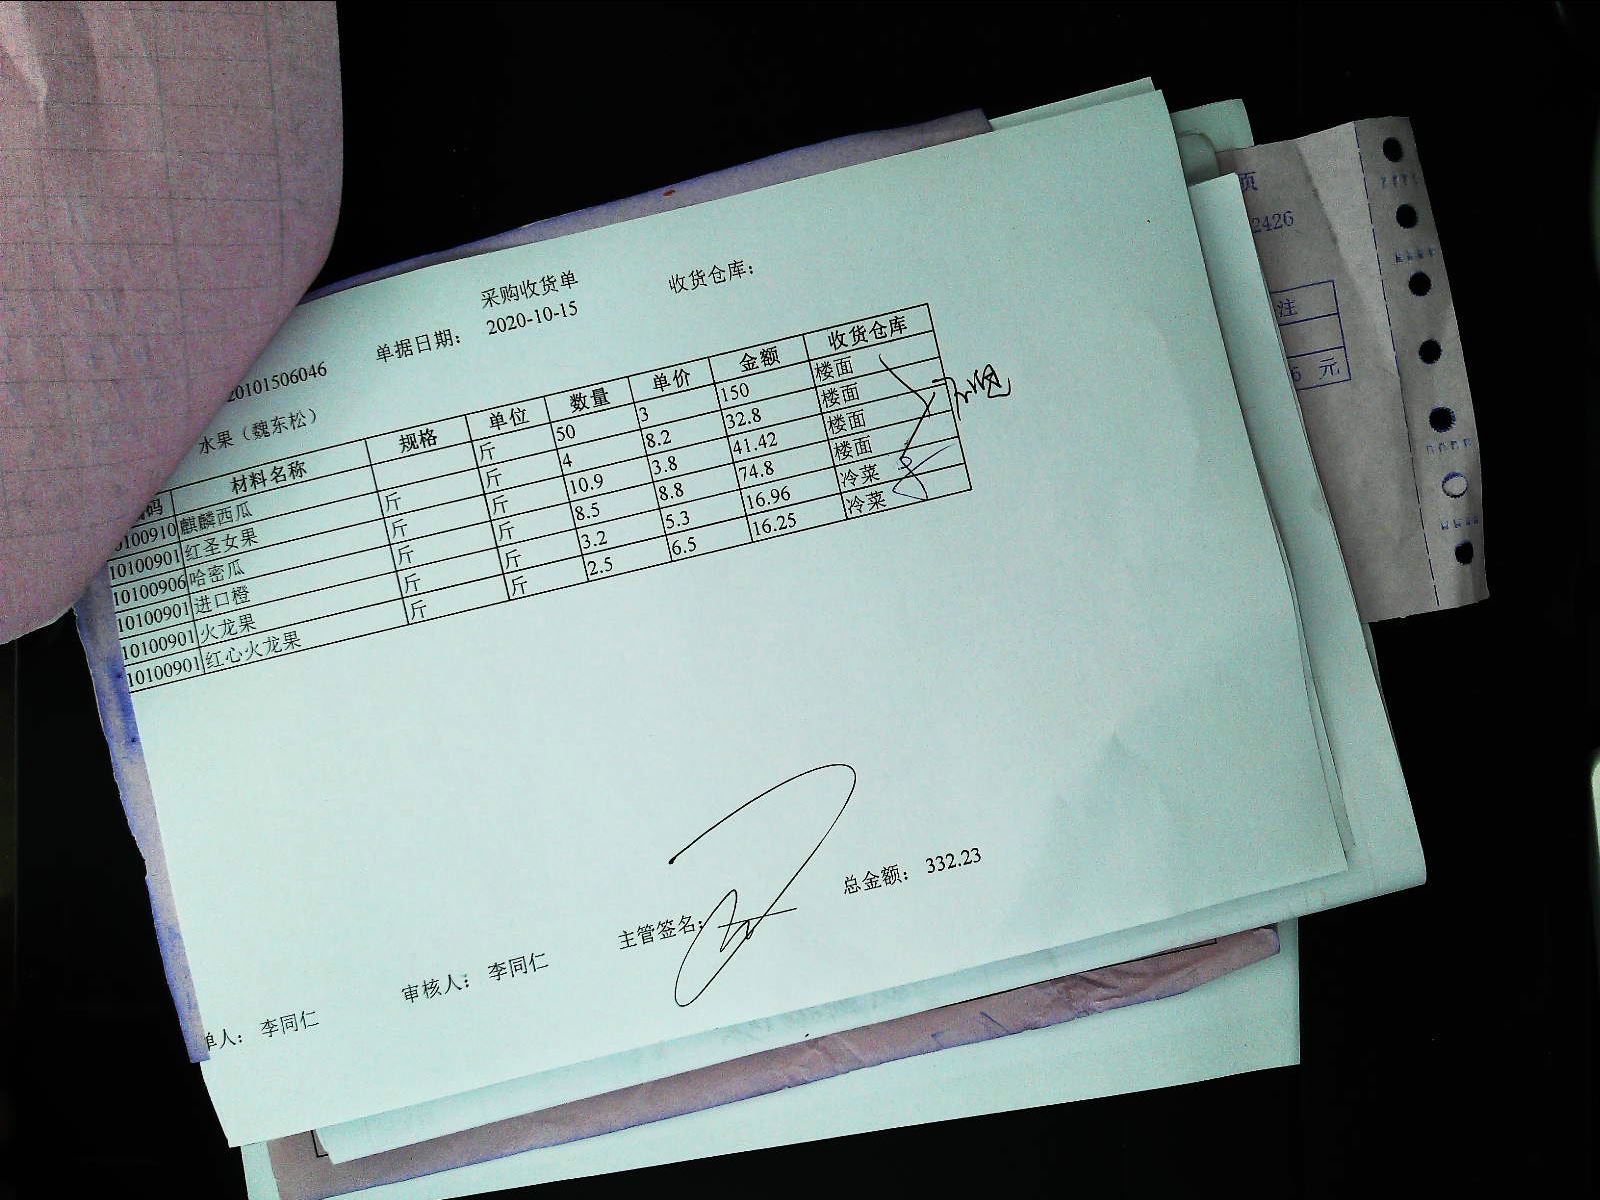 采购收货单
收货仓库：
单据日期： 2020-10-15
20101506046
水果（魏东松）
码 材料名称 规格 单位 数量 单价 金额 收货仓库
0100910 麒麟西瓜 斤 50 3 150 楼面
10100901 红圣女果 斤 斤 4 8.2 32.8 楼面
10100906 哈密瓜 斤 斤 10.9 3.8 41.42 楼面
10100901 进口橙 斤 斤 8.5 8.8 74.8 楼面
10100901 火龙果 斤 斤 3.2 5.3 16.96 冷菜
10100901 红心火龙果 斤 斤 2.5 6.5 16.25 冷菜
单人： 李同仁 审核人： 李同仁 主管签名： 总金额： 332.23
页
2426
注
6 元